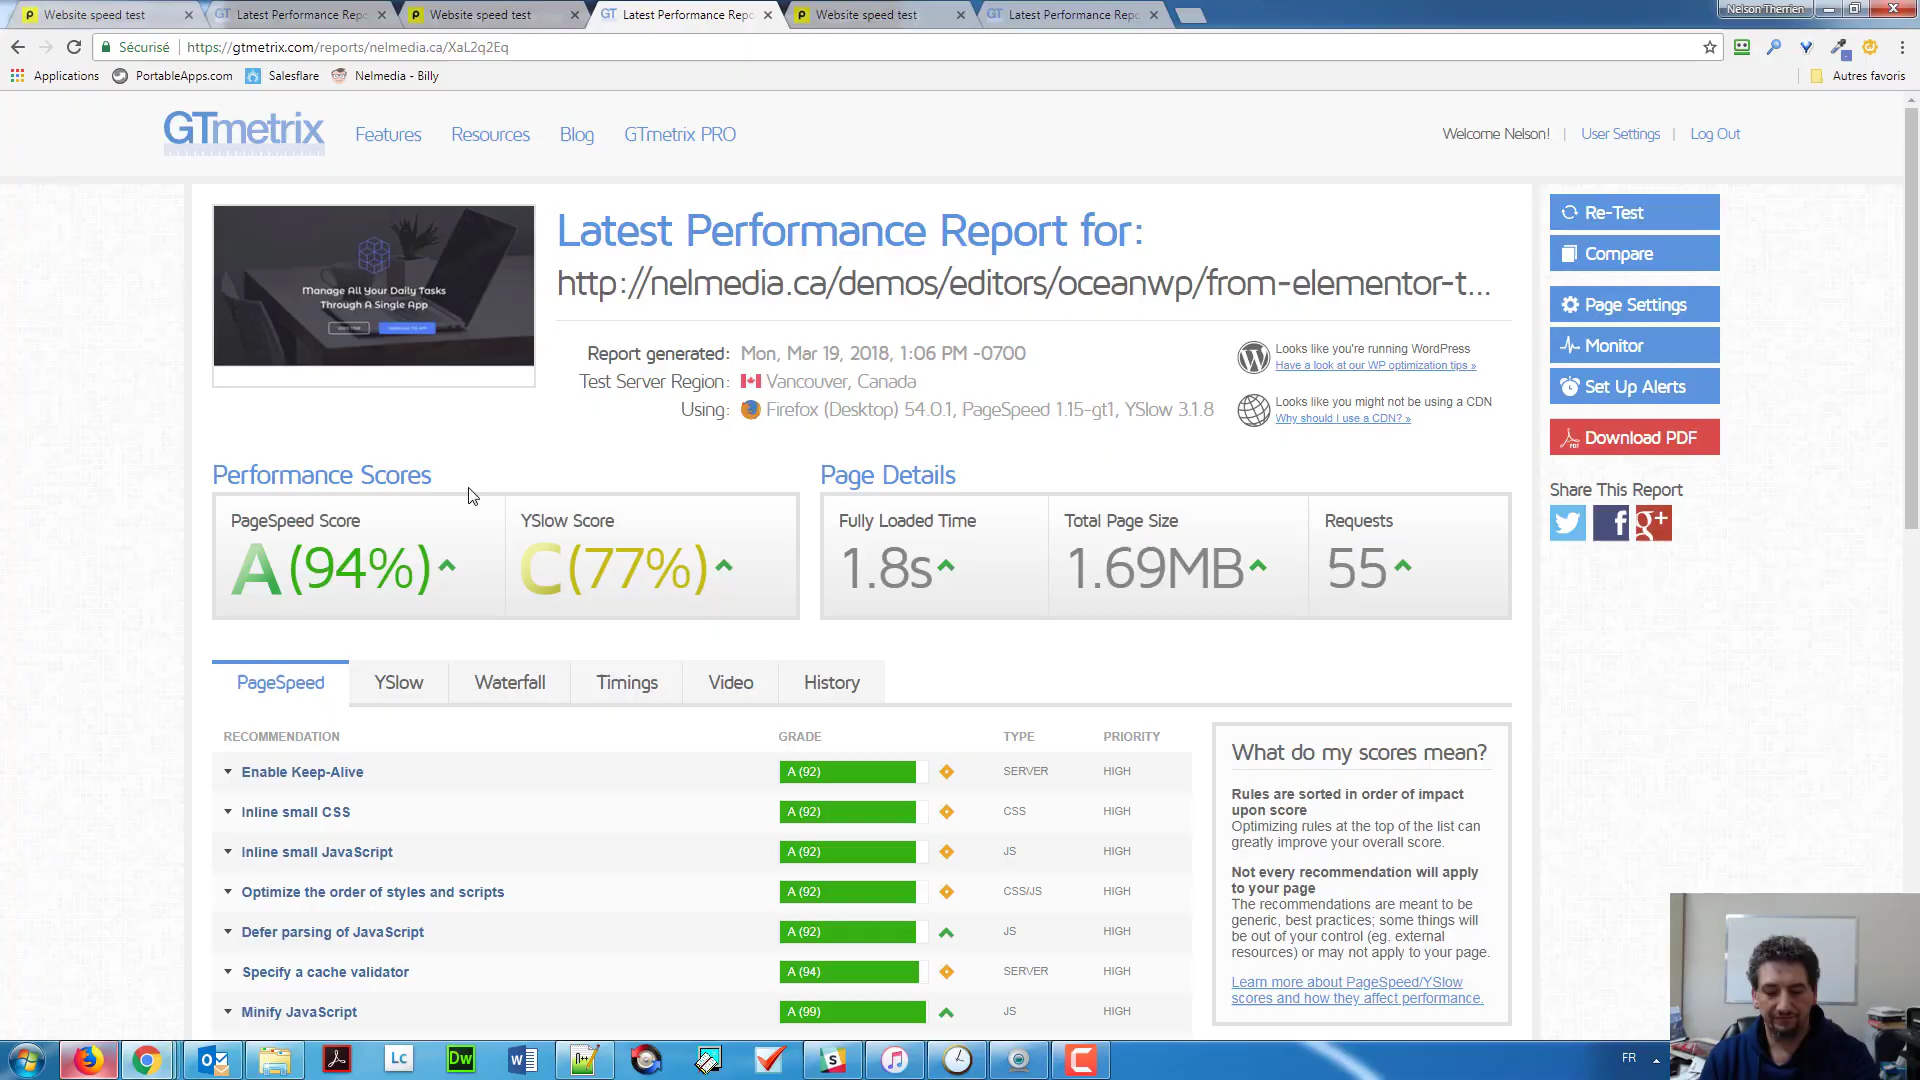 Website speed test
Latest Performance Repo
Website speed test
Latest Performance Repo
Website speed test
Latest Performance Repo
Nelson Therrien
Sécurisé
https://gtmetrix.com/reports/nelmedia.ca/XaL2q2Eq
Applications
PortableApps.com
Salesflare
Nelmedia - Billy
Autres favoris
GTmetrix
Features
Resources
Blog
GTmetrix PRO
Welcome Nelson!
User Settings
Log Out
Manage All Your Daily Tasks
Through A Single App
Latest Performance Report for:
http://nelmedia.ca/demos/editors/oceanwp/from-elementor-t...
Report generated: Mon, Mar 19, 2018, 1:06 PM -0700
Test Server Region: Vancouver, Canada
Using: Firefox (Desktop) 54.0.1, PageSpeed 1.15-gt1, YSlow 3.1.8
Looks like you're running WordPress
Have a look at our WP optimization tips »
Looks like you might not be using a CDN
Why should I use a CDN? »
Re-Test
Compare
Page Settings
Monitor
Set Up Alerts
Download PDF
Share This Report
Performance Scores
PageSpeed Score
A(94%)
YSlow Score
C(77%)
Page Details
Fully Loaded Time
1.8s
Total Page Size
1.69MB
Requests
55
PageSpeed
YSlow
Waterfall
Timings
Video
History
RECOMMENDATION GRADE TYPE PRIORITY
Enable Keep-Alive A (92) SERVER HIGH
Inline small CSS A (92) CSS HIGH
Inline small JavaScript A (92) JS HIGH
Optimize the order of styles and scripts A (92) CSS/JS HIGH
Defer parsing of JavaScript A (92) JS HIGH
Specify a cache validator A (94) SERVER HIGH
Minify JavaScript A (99) JS HIGH
What do my scores mean?
Rules are sorted in order of impact
upon score
Optimizing rules at the top of the list can
greatly improve your overall score.
Not every recommendation will apply
to your page
The recommendations are meant to be
generic, best practices; some things will
be out of your control (eg. external
resources) or may not apply to your page.
Learn more about PageSpeed/YSlow
scores and how they affect performance.
Lc
Dw
FR